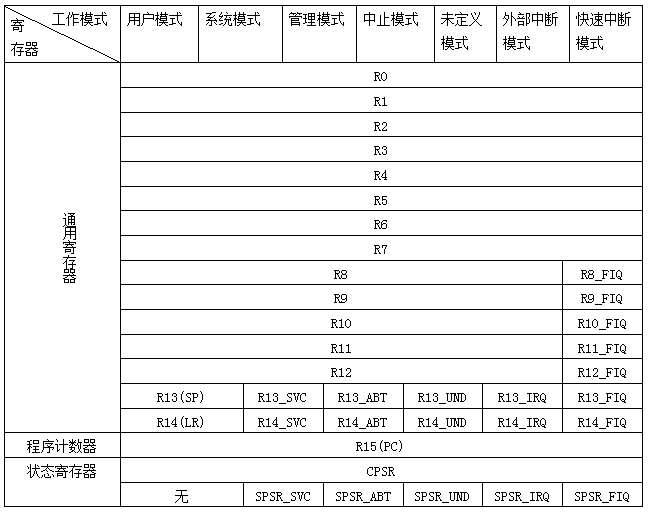 寄存器 工作模式 用户模式 系统模式 管理模式 中止模式 未定义模式 外部中断模式 快速中断模式
通用寄存器
R0
R1
R2
R3
R4
R5
R6
R7
R8 R8_FIQ
R9 R9_FIQ
R10 R10_FIQ
R11 R11_FIQ
R12 R12_FIQ
R13(SP) R13_SVC R13_ABT R13_UND R13_IRQ R13_FIQ
R14(LR) R14_SVC R14_ABT R14_UND R14_IRQ R14_FIQ
程序计数器 R15(PC)
状态寄存器 CPSR
无 SPSR_SVC SPSR_ABT SPSR_UND SPSR_IRQ SPSR_FIQ